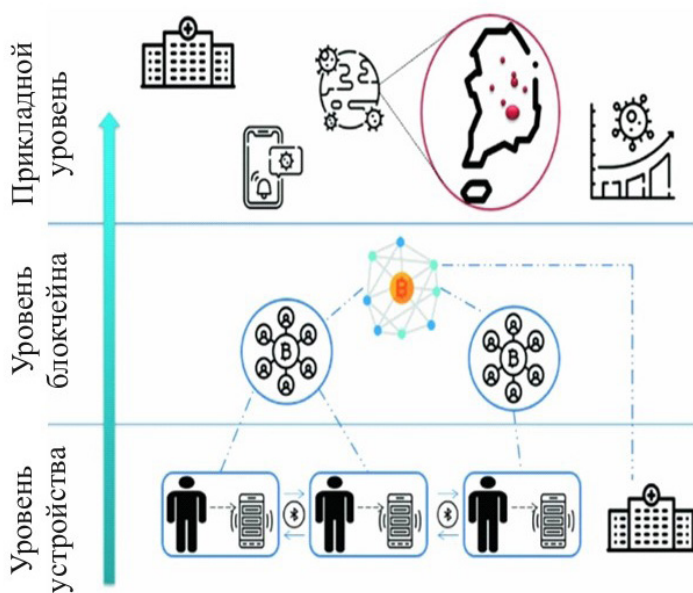 Прикладной
уровень
Уровень
блокчейна
Уровень
устройства